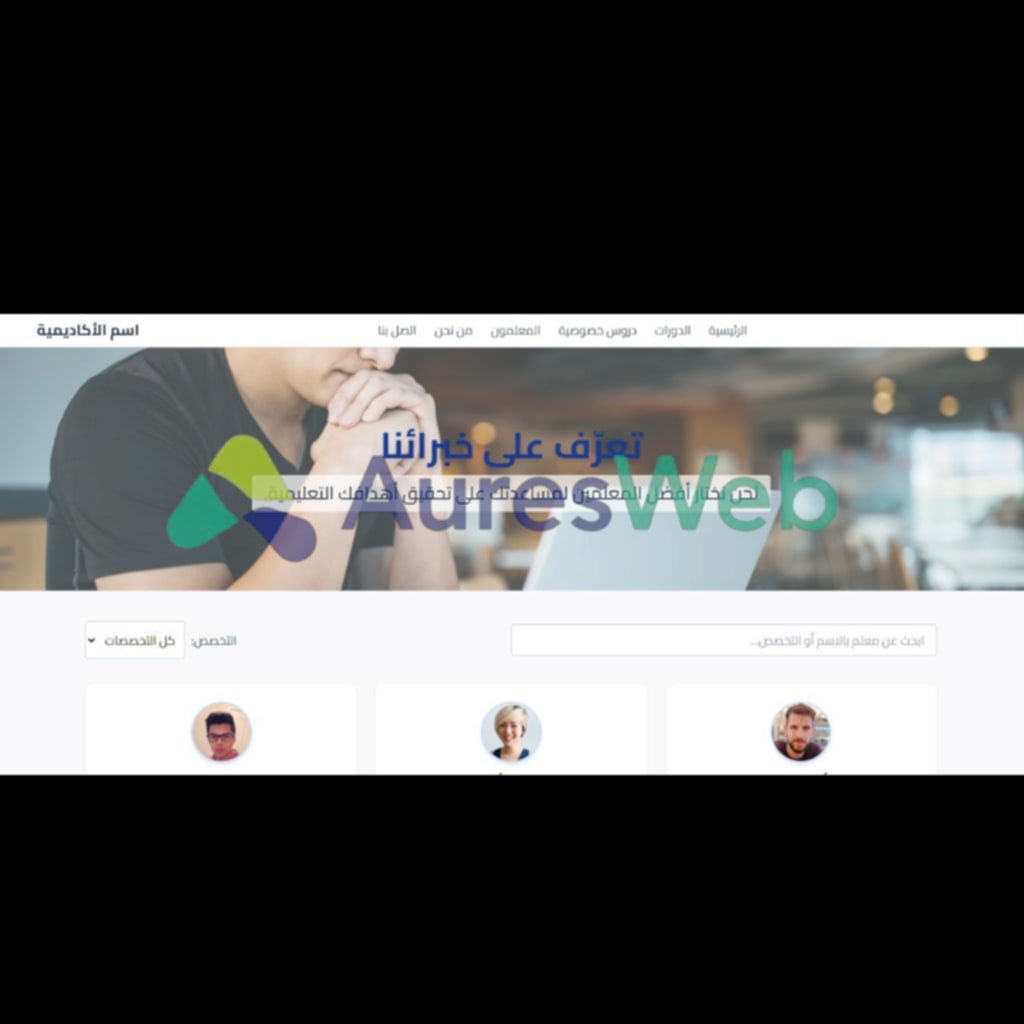 الرئيسية الدورات دروس خصوصية المعلمون من نحن اتصل بنا
اسم الأكاديمية
تعرّف على خبرائنا
نحن نختار أفضل المعلمين لمساعدتك على تحقيق أهدافك التعليمية.
AuresWeb
ابحث عن معلم بالاسم أو التخصص...
التخصص:
كل التخصصات